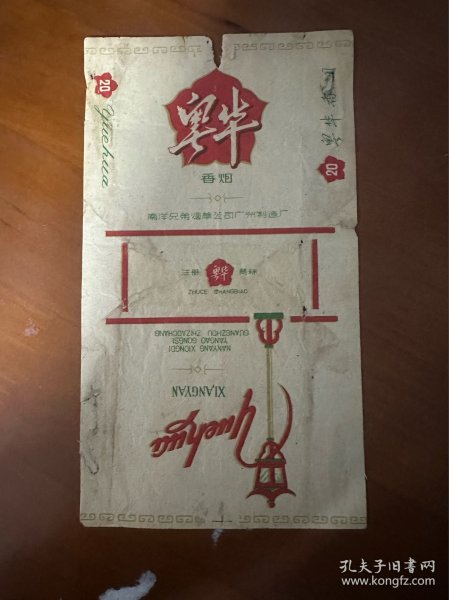 20
Yuehua
粤华
香烟
南洋兄弟烟草公司广州制造厂
粤华香烟
20
注册
粤华
商标
ZHUCE SHANGBIAO
NANYANG XIONGDI
YANGAO GONGSI
GUANGZHOU ZHIZAOCHANG
XIANGYAN
Yuehua
孔夫子旧书网
www.kongfz.com